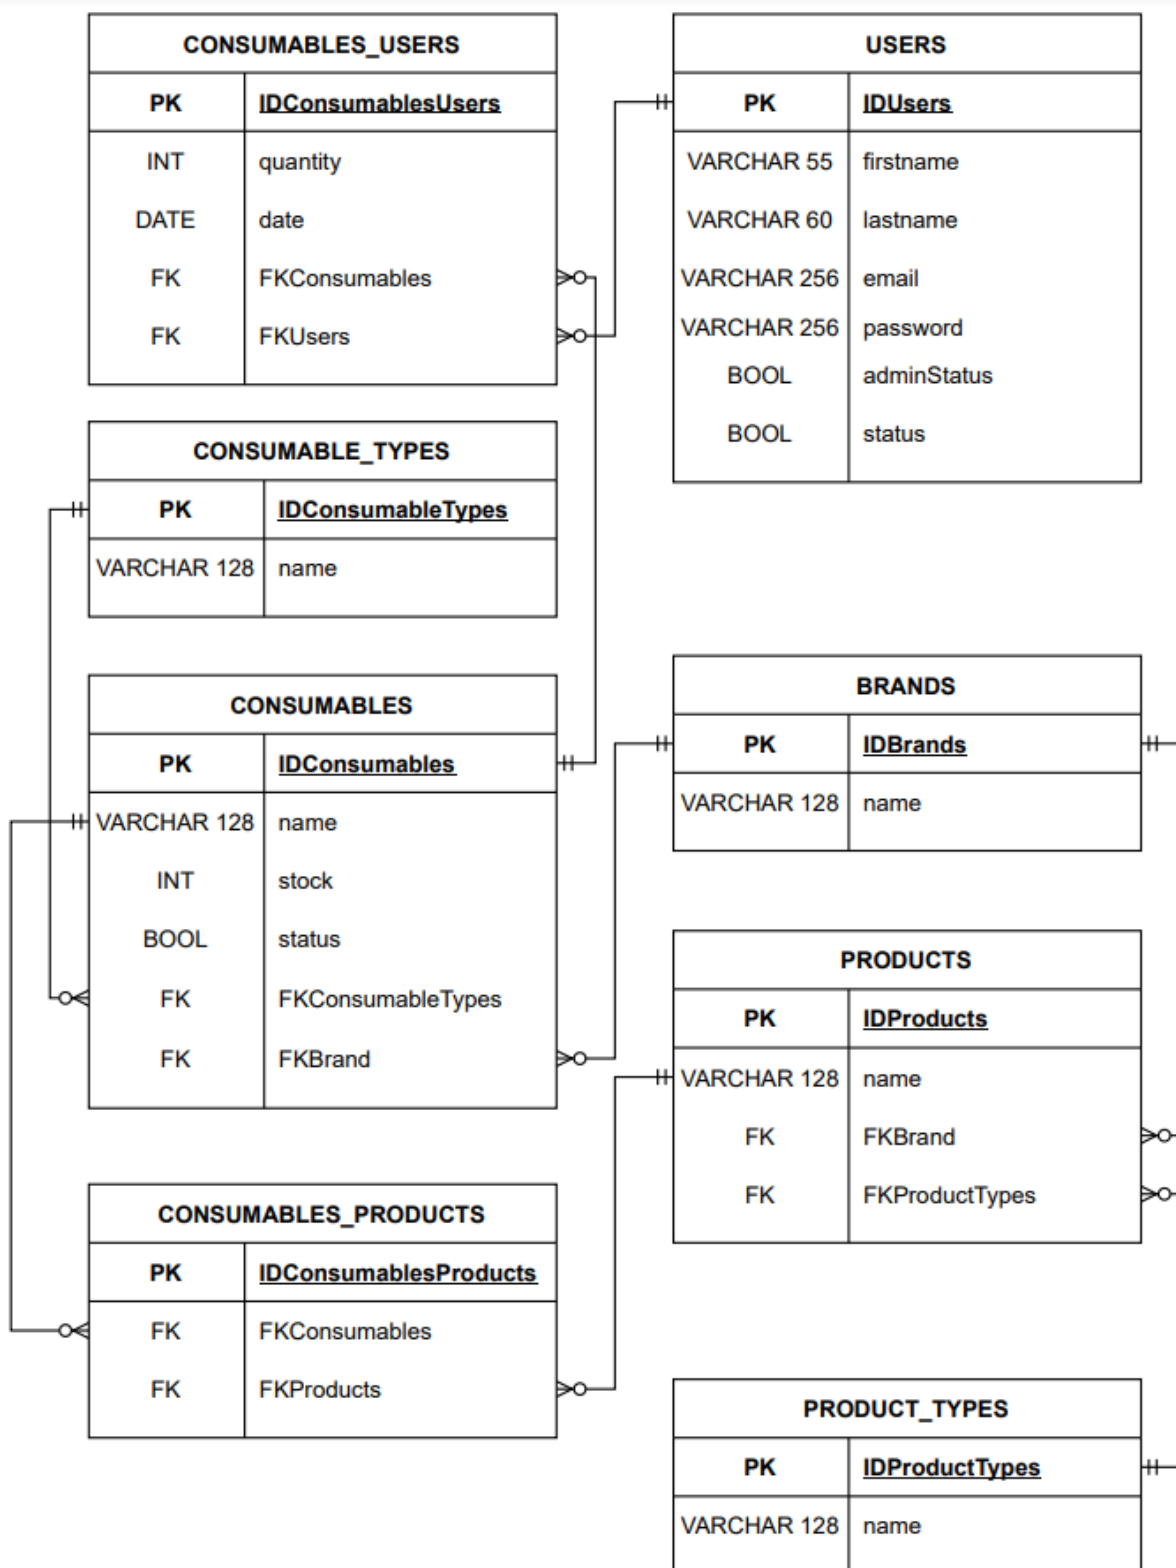 CONSUMABLES_USERS
PK IDConsumablesUsers
INT quantity
DATE date
FK FKConsumables
FK FKUsers
USERS
PK IDUsers
VARCHAR 55 firstname
VARCHAR 60 lastname
VARCHAR 256 email
VARCHAR 256 password
BOOL adminStatus
BOOL status
CONSUMABLE_TYPES
PK IDConsumableTypes
VARCHAR 128 name
CONSUMABLES
PK IDConsumables
VARCHAR 128 name
INT stock
BOOL status
FK FKConsumableTypes
FK FKBrand
BRANDS
PK IDBrands
VARCHAR 128 name
PRODUCTS
PK IDProducts
VARCHAR 128 name
FK FKBrand
FK FKProductTypes
CONSUMABLES_PRODUCTS
PK IDConsumablesProducts
FK FKConsumables
FK FKProducts
PRODUCT_TYPES
PK IDProductTypes
VARCHAR 128 name